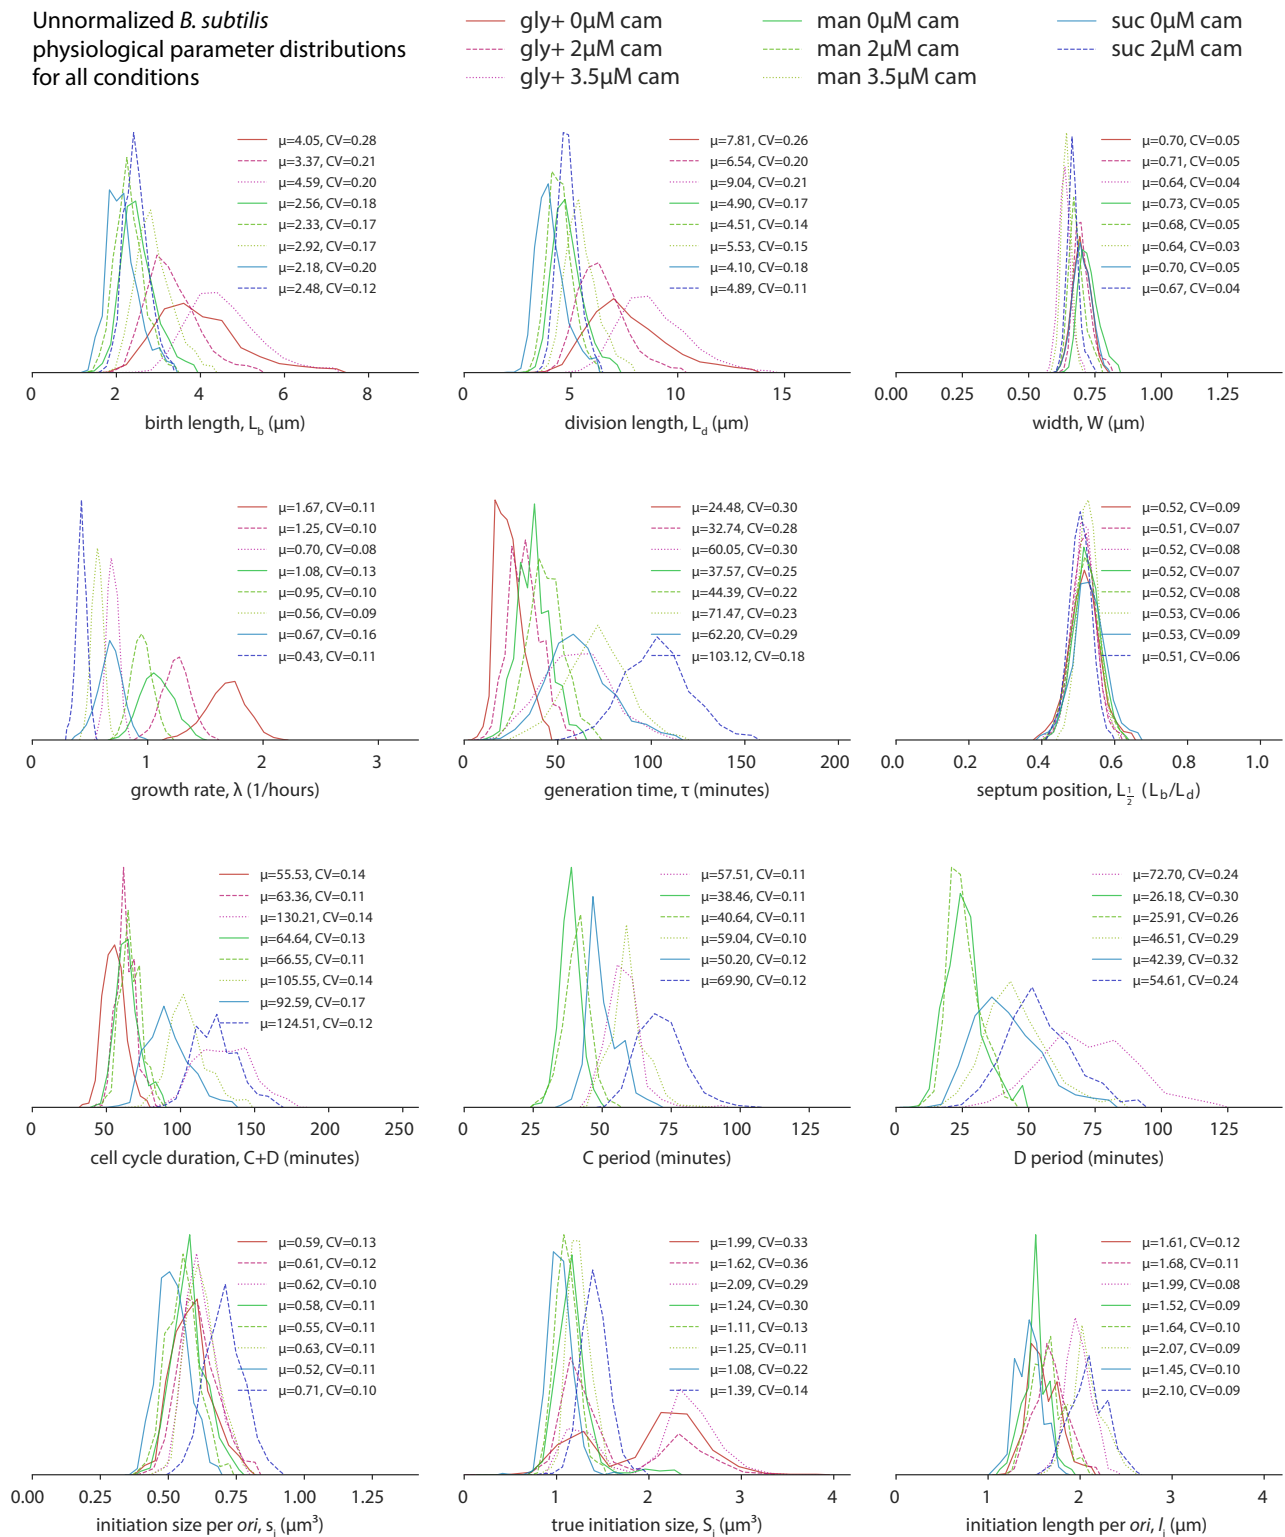 Unnormalized B. subtilis
physiological parameter distributions
for all conditions
gly+ 0µM cam
gly+ 2µM cam
gly+ 3.5µM cam
man 0µM cam
man 2µM cam
man 3.5µM cam
suc 0µM cam
suc 2µM cam
µ=4.05, CV=0.28
µ=3.37, CV=0.21
µ=4.59, CV=0.20
µ=2.56, CV=0.18
µ=2.33, CV=0.17
µ=2.92, CV=0.17
µ=2.18, CV=0.20
µ=2.48, CV=0.12
0 2 4 6 8
birth length, L_b (µm)
µ=7.81, CV=0.26
µ=6.54, CV=0.20
µ=9.04, CV=0.21
µ=4.90, CV=0.17
µ=4.51, CV=0.14
µ=5.53, CV=0.15
µ=4.10, CV=0.18
µ=4.89, CV=0.11
0 5 10 15
division length, L_d (µm)
µ=0.70, CV=0.05
µ=0.71, CV=0.05
µ=0.64, CV=0.04
µ=0.73, CV=0.05
µ=0.68, CV=0.05
µ=0.64, CV=0.03
µ=0.70, CV=0.05
µ=0.67, CV=0.04
0.00 0.50 0.75 1.00 1.25
width, W (µm)
µ=1.67, CV=0.11
µ=1.25, CV=0.10
µ=0.70, CV=0.08
µ=1.08, CV=0.13
µ=0.95, CV=0.10
µ=0.56, CV=0.09
µ=0.67, CV=0.16
µ=0.43, CV=0.11
0 1 2 3
growth rate, λ (1/hours)
µ=24.48, CV=0.30
µ=32.74, CV=0.28
µ=60.05, CV=0.30
µ=37.57, CV=0.25
µ=44.39, CV=0.22
µ=71.47, CV=0.23
µ=62.20, CV=0.29
µ=103.12, CV=0.18
0 50 100 150 200
generation time, τ (minutes)
µ=0.52, CV=0.09
µ=0.51, CV=0.07
µ=0.52, CV=0.08
µ=0.52, CV=0.07
µ=0.52, CV=0.08
µ=0.53, CV=0.06
µ=0.53, CV=0.09
µ=0.51, CV=0.06
0.0 0.2 0.4 0.6 0.8 1.0
septum position, L_½ (L_b/L_d)
µ=55.53, CV=0.14
µ=63.36, CV=0.11
µ=130.21, CV=0.14
µ=64.64, CV=0.13
µ=66.55, CV=0.11
µ=105.55, CV=0.14
µ=92.59, CV=0.17
µ=124.51, CV=0.12
0 50 100 150 200 250
cell cycle duration, C+D (minutes)
µ=57.51, CV=0.11
µ=38.46, CV=0.11
µ=40.64, CV=0.11
µ=59.04, CV=0.10
µ=50.20, CV=0.12
µ=69.90, CV=0.12
0 25 50 75 100 125
C period (minutes)
µ=72.70, CV=0.24
µ=26.18, CV=0.30
µ=25.91, CV=0.26
µ=46.51, CV=0.29
µ=42.39, CV=0.32
µ=54.61, CV=0.24
0 25 50 75 100 125
D period (minutes)
µ=0.59, CV=0.13
µ=0.61, CV=0.12
µ=0.62, CV=0.10
µ=0.58, CV=0.11
µ=0.55, CV=0.11
µ=0.63, CV=0.11
µ=0.52, CV=0.11
µ=0.71, CV=0.10
0.00 0.25 0.50 0.75 1.00
initiation size per ori, s_i (µm³)
µ=1.99, CV=0.33
µ=1.62, CV=0.36
µ=2.09, CV=0.29
µ=1.24, CV=0.30
µ=1.11, CV=0.13
µ=1.25, CV=0.11
µ=1.08, CV=0.22
µ=1.39, CV=0.14
0 1 2 3 4
true initiation size, S_i (µm³)
µ=1.61, CV=0.12
µ=1.68, CV=0.11
µ=1.99, CV=0.08
µ=1.52, CV=0.09
µ=1.64, CV=0.10
µ=2.07, CV=0.09
µ=1.45, CV=0.10
µ=2.10, CV=0.09
0 1 2 3 4
initiation length per ori, l_i (µm)